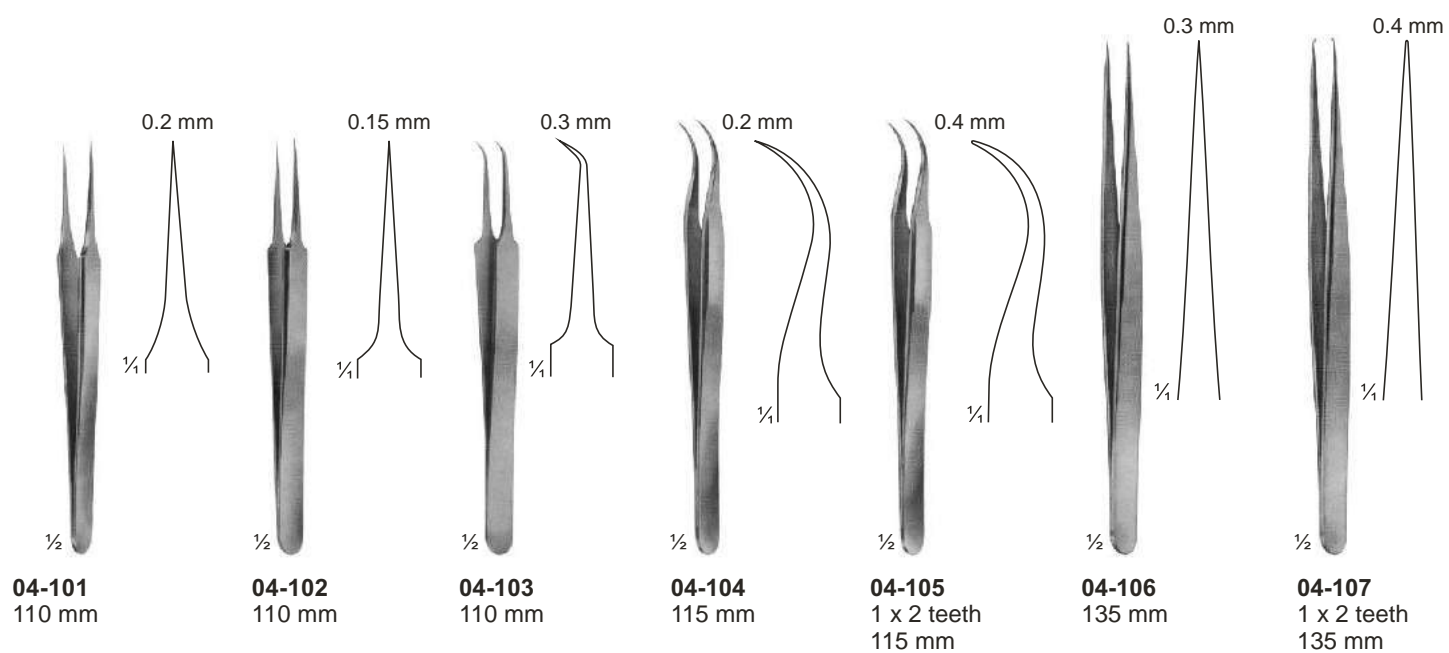 0.3 mm
0.4 mm
0.2 mm
0.15 mm
0.3 mm
0.2 mm
0.4 mm
⅟₁
⅟₁
⅟₁
⅟₁
⅟₁
⅟₁
⅟₁
½
½
½
½
½
½
½
04-101
110 mm
04-102
110 mm
04-103
110 mm
04-104
115 mm
04-105
1 x 2 teeth
115 mm
04-106
135 mm
04-107
1 x 2 teeth
135 mm